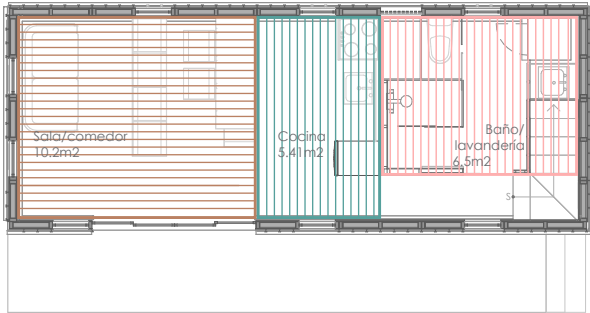 Sala/comedor
10.2m2
Cocina
5.41m2
Baño/
lavandería
6.5m2
S